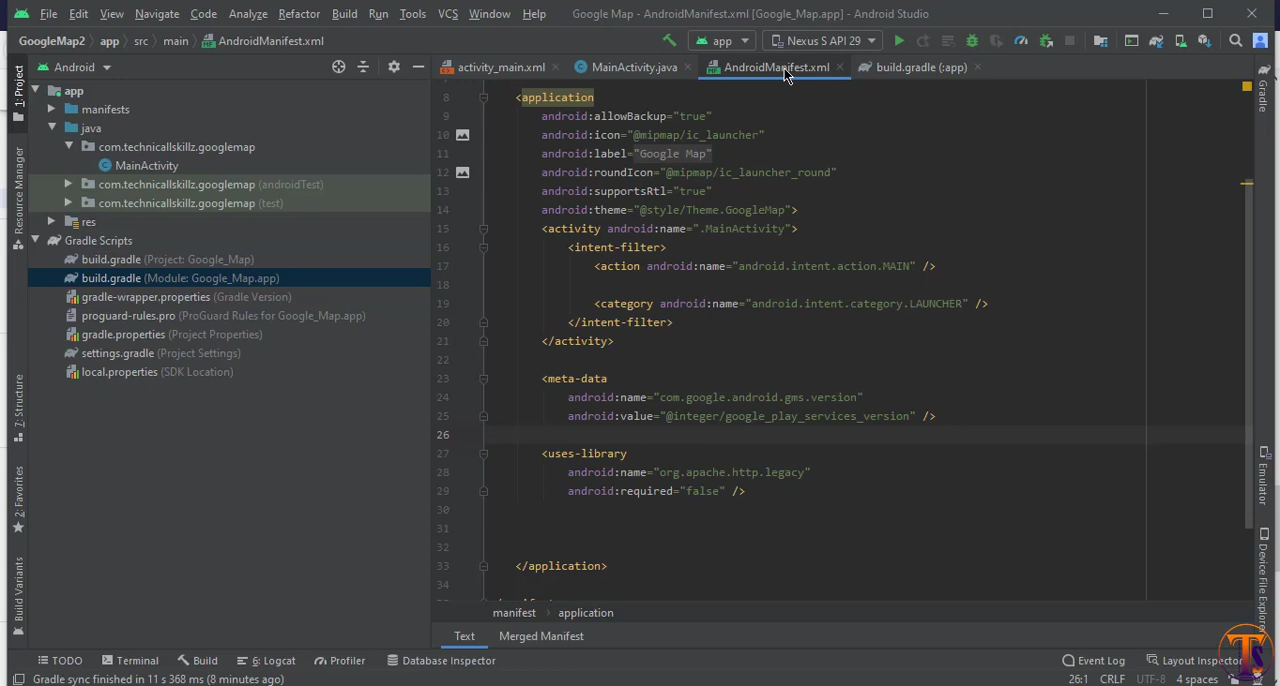 File Edit View Navigate Code Analyze Refactor Build Run Tools VCS Window Help Google Map - AndroidManifest.xml [Google_Map.app] - Android Studio
GoogleMap2 app src main AndroidManifest.xml app Nexus S API 29
1: Project
Android
activity_main.xml MainActivity.java AndroidManifest.xml build.gradle (:app)
Gradle
app
manifests
java
com.technicallskillz.googlemap
MainActivity
com.technicallskillz.googlemap (androidTest)
com.technicallskillz.googlemap (test)
res
Gradle Scripts
build.gradle (Project: Google_Map)
build.gradle (Module: Google_Map.app)
gradle-wrapper.properties (Gradle Version)
proguard-rules.pro (ProGuard Rules for Google_Map.app)
gradle.properties (Project Properties)
settings.gradle (Project Settings)
local.properties (SDK Location)
Resource Manager
7: Structure
2: Favorites
Build Variants
8 <application
9 android:allowBackup="true"
10 android:icon="@mipmap/ic_launcher"
11 android:label="Google Map"
12 android:roundIcon="@mipmap/ic_launcher_round"
13 android:supportsRtl="true"
14 android:theme="@style/Theme.GoogleMap">
15 <activity android:name=".MainActivity">
16 <intent-filter>
17 <action android:name="android.intent.action.MAIN" />
18
19 <category android:name="android.intent.category.LAUNCHER" />
20 </intent-filter>
21 </activity>
22
23 <meta-data
24 android:name="com.google.android.gms.version"
25 android:value="@integer/google_play_services_version" />
26
27 <uses-library
28 android:name="org.apache.http.legacy"
29 android:required="false" />
30
31
32
33 </application>
34
Emulator
Device File Explorer
manifest application
Text Merged Manifest
TODO Terminal Build 6: Logcat Profiler Database Inspector Event Log Layout Inspector
Gradle sync finished in 11 s 368 ms (8 minutes ago) 26:1 CRLF UTF-8 4 spaces
TS